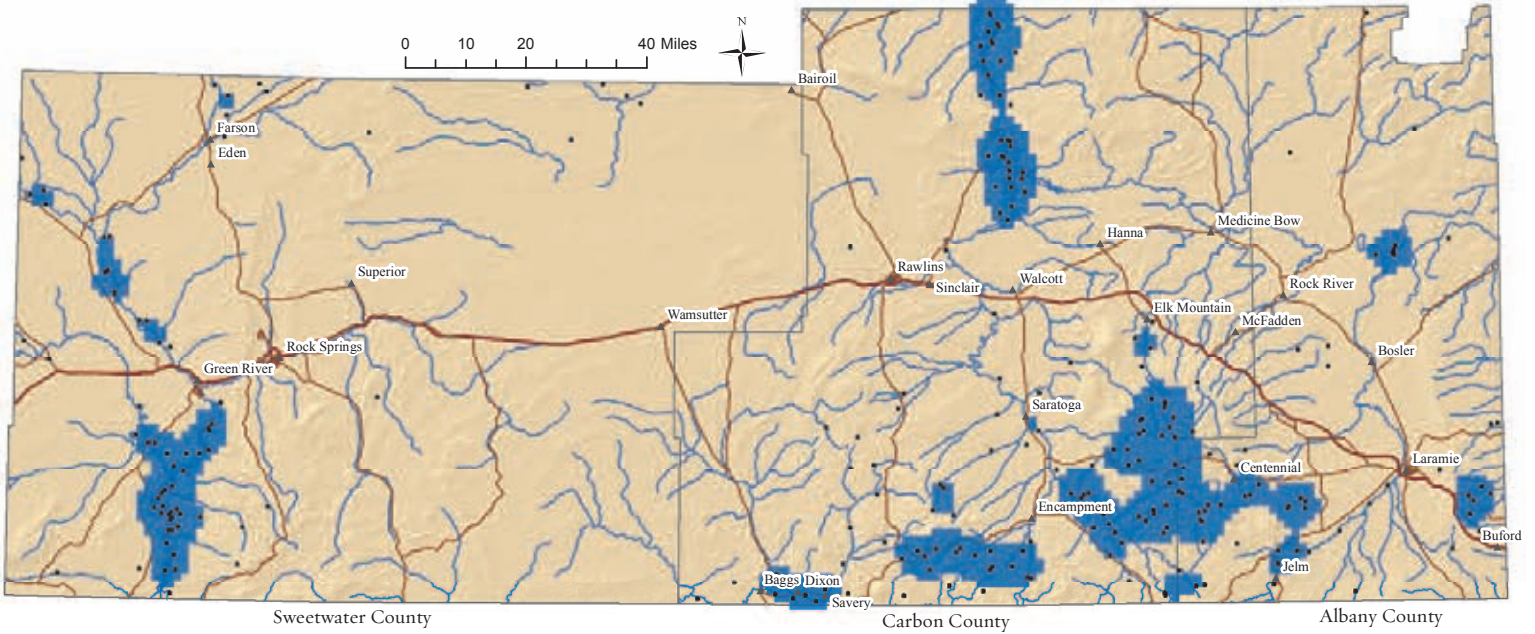 N
0 10 20 40 Miles
Bairoil
Farson
Eden
Medicine Bow
Hanna
Superior
Rawlins
Sinclair
Walcott
Rock River
Elk Mountain
McFadden
Wamsutter
Rock Springs
Green River
Bosler
Saratoga
Laramie
Centennial
Encampment
Buford
Jelm
Baggs Dixon
Savery
Sweetwater County
Carbon County
Albany County